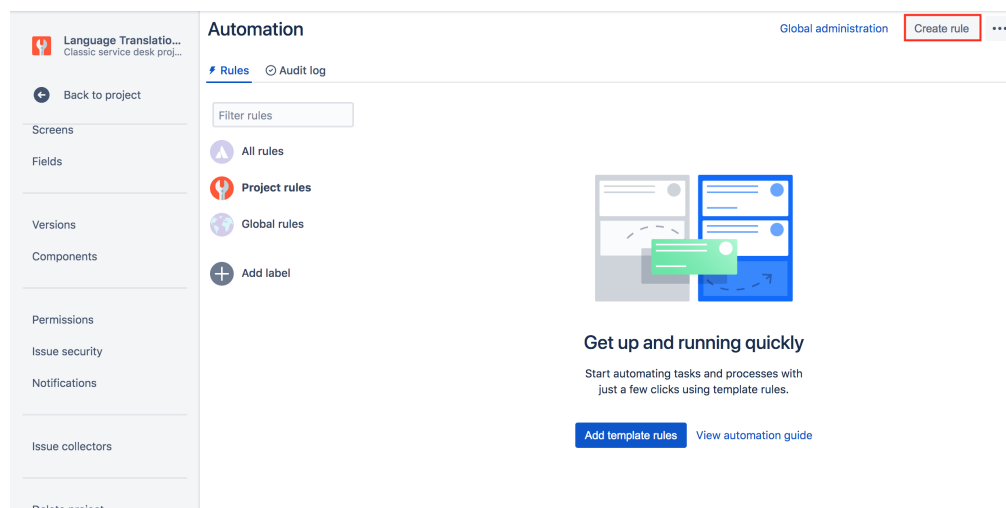 Language Translatio...
Classic service desk proj...
Back to project
Screens
Fields
Versions
Components
Permissions
Issue security
Notifications
Issue collectors
Delete project
Automation
Global administration
Create rule
Rules
Audit log
Filter rules
All rules
Project rules
Global rules
Add label
Get up and running quickly
Start automating tasks and processes with
just a few clicks using template rules.
Add template rules
View automation guide